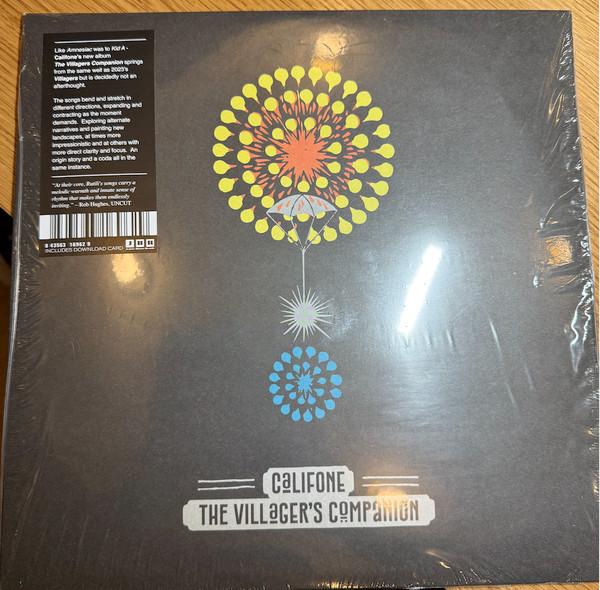 Like Amnesiac was to Kid A -
Califone's new album
The Villagers Companion springs
from the same well as 2023's
Villagers but is decidedly not an
afterthought.
The songs bend and stretch in
different directions, expanding and
contracting as the moment
demands. Exploring alternate
narratives and painting new
landscapes, at times more
impressionistic and at others with
more direct clarity and focus. An
origin story and a coda all in the
same instance.
"At their core, Rutili's songs carry a
melodic warmth and innate sense of
rhythm that makes them endlessly
inviting." —Rob Hughes, UNCUT
8 43563 18962 9
INCLUDES DOWNLOAD CARD
CaLIFONE
THE VILLaGER'S CoMPaNION